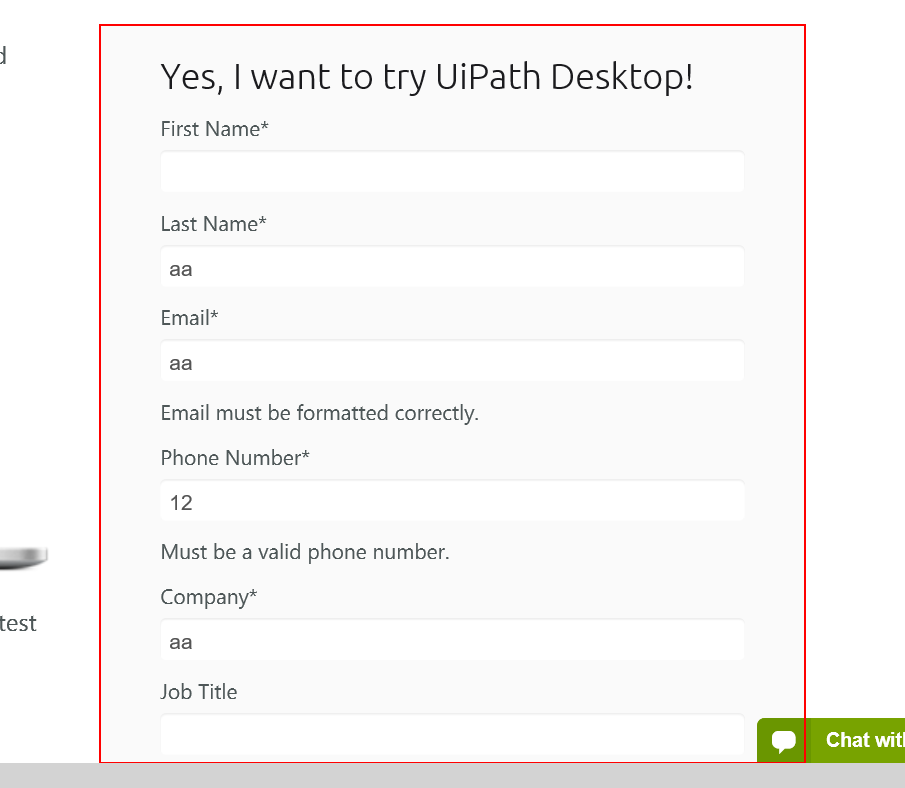 Yes, I want to try UiPath Desktop!
First Name*
Last Name*
aa
Email*
aa
Email must be formatted correctly.
Phone Number*
12
Must be a valid phone number.
Company*
aa
test
Job Title
Chat with